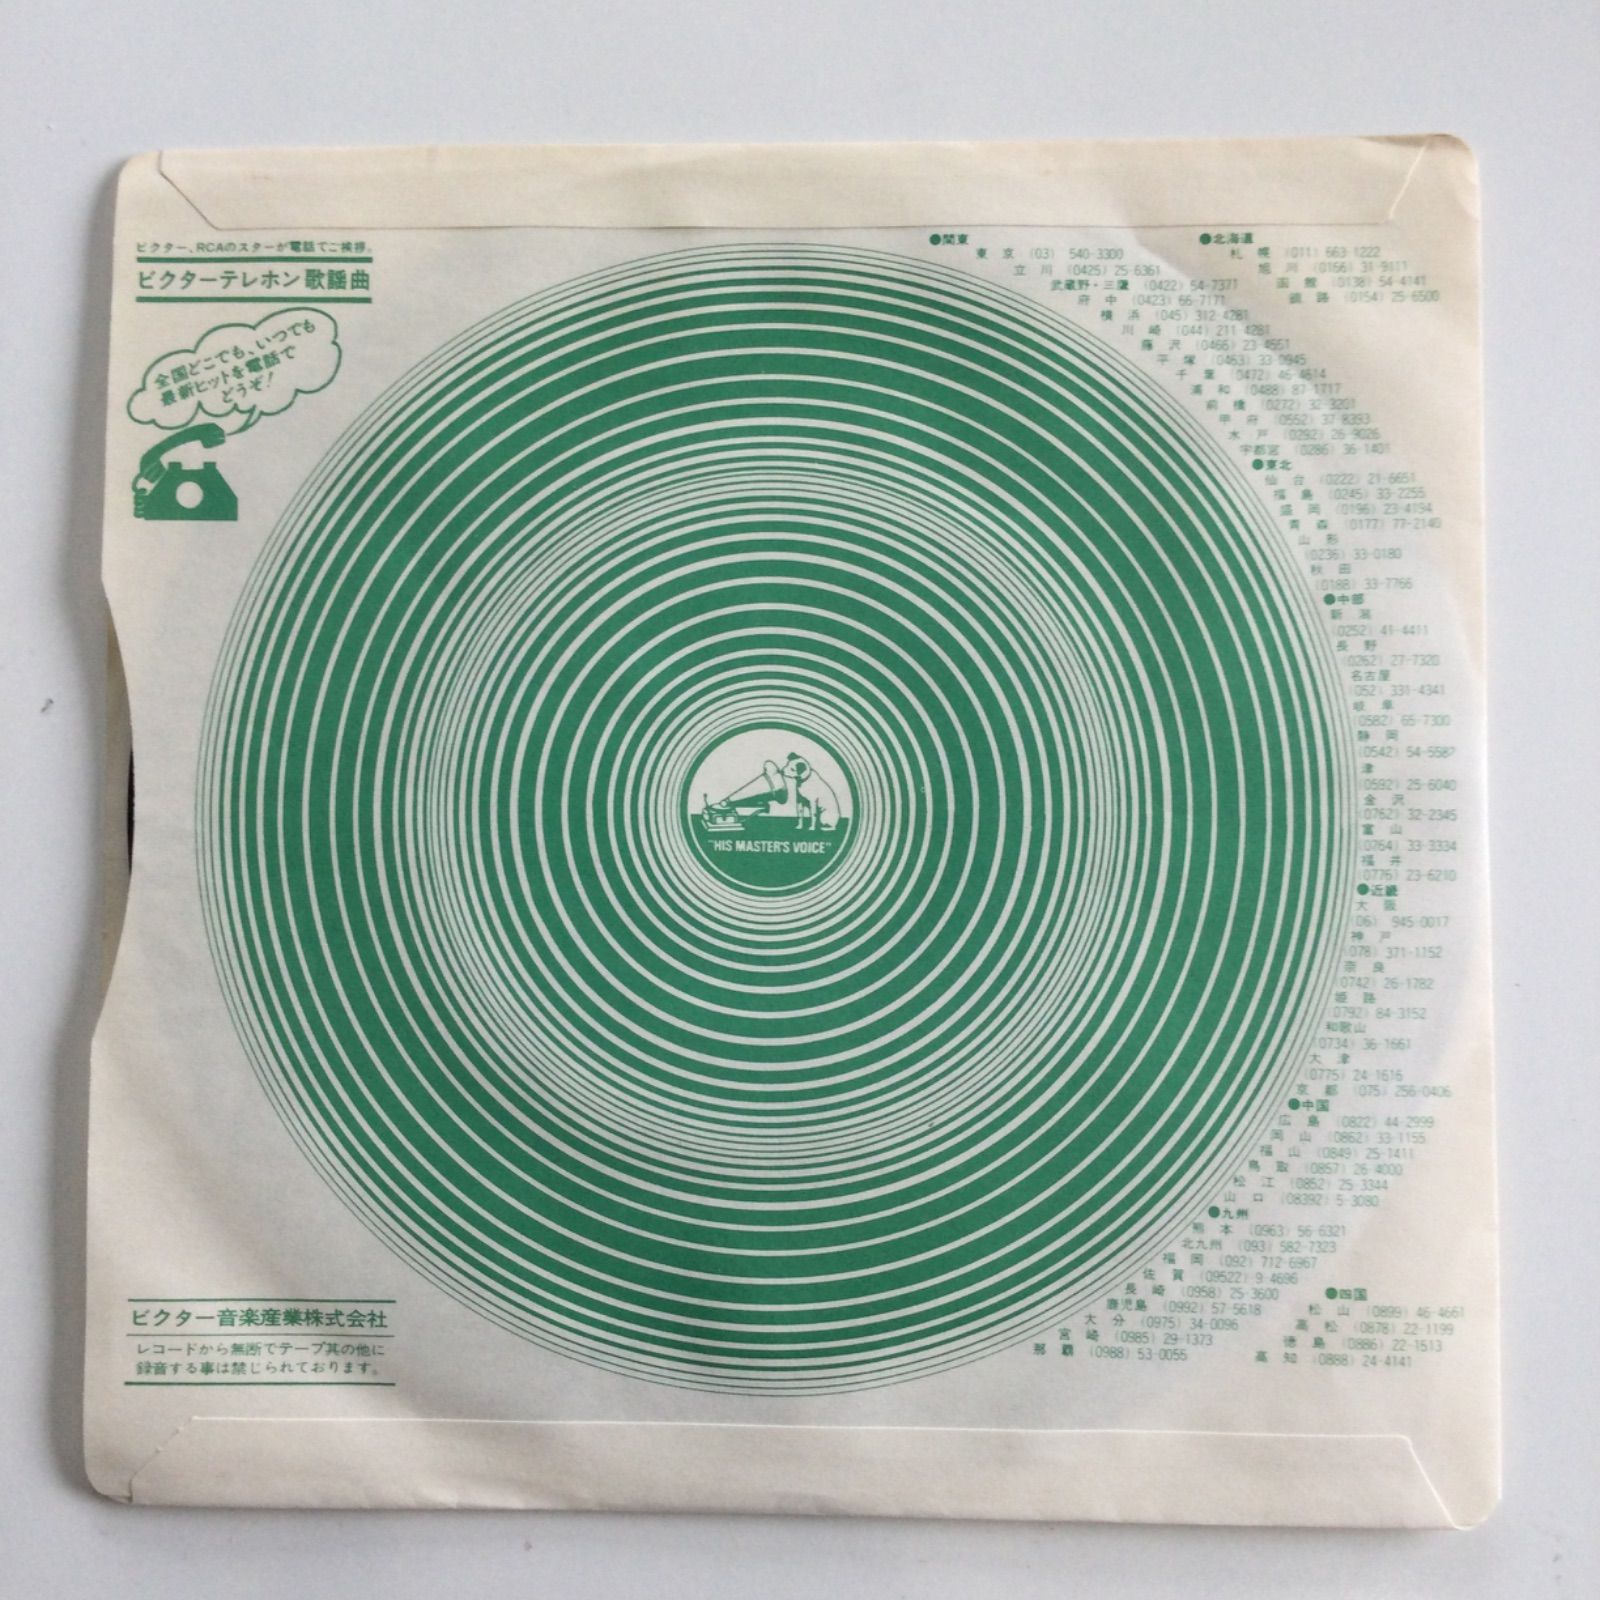 ビクター、RCAのスターが電話でご挨拶。
ビクターテレホン歌謡曲
全国どこでも、いつでも
最新ヒットを電話で
どうぞ!
"HIS MASTER'S VOICE"
ビクター音楽産業株式会社
レコードから無断でテープ其の他に
録音する事は禁じられております。
●関東
東京 (03) 540-3300
立川 (0425) 25-6361
武蔵野・三鷹 (0422) 54-7371
府中 (0423) 66-7171
横浜 (045) 312-4281
川崎 (044) 211-4281
藤沢 (0466) 23-4551
平塚 (0463) 33-0945
千葉 (0472) 46-4614
浦和 (0488) 87-1717
前橋 (0272) 32-3201
甲府 (0552) 37-8393
水戸 (0292) 26-9026
宇都宮 (0286) 36-1401
●北海道
札幌 (011) 663-1222
旭川 (0166) 31-9111
函館 (0138) 54-4141
釧路 (0154) 25-6500
●東北
仙台 (0222) 21-6651
福島 (0245) 33-2255
盛岡 (0196) 23-4194
青森 (0177) 77-2140
山形
(0236) 33-0180
秋田
(0188) 33-7766
●中部
新潟
(0252) 41-4411
長野
(0262) 27-7320
名古屋
(052) 331-4341
岐阜
(0582) 65-7300
静岡
(0542) 54-5587
津
(0592) 25-6040
金沢
(0762) 32-2345
富山
(0764) 33-3334
福井
(0776) 23-6210
●近畿
大阪
(06) 945-0017
神戸
(078) 371-1152
奈良
(0742) 26-1782
姫路
(0792) 84-3152
和歌山
(0734) 36-1661
大津
(0775) 24-1616
京都 (075) 256-0406
●中国
広島 (0822) 44-2999
岡山 (0862) 33-1155
福山 (0849) 25-1411
鳥取 (0857) 26-4000
松江 (0852) 25-3344
山口 (08392) 5-3080
●九州
熊本 (0963) 56-6321
北九州 (093) 582-7323
福岡 (092) 712-6967
佐賀 (09522) 9-4696
長崎 (0958) 25-3600
鹿児島 (0992) 57-5618
大分 (0975) 34-0096
宮崎 (0985) 29-1373
那覇 (0988) 53-0055
●四国
松山 (0899) 46-4661
高松 (0878) 22-1199
徳島 (0886) 22-1513
高知 (0888) 24-4141